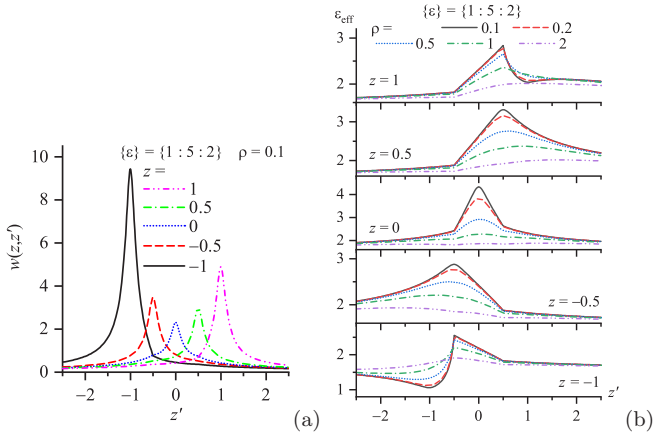 {ε} = {1 : 5 : 2} ρ = 0.1
z =
1
0.5
0
−0.5
−1
10
8
6
4
2
0
w(z,z′)
−2 −1 0 1 2
z′
(a)
ε_eff {ε} = {1 : 5 : 2}
ρ = 0.1 0.2
0.5 1 2
3
2
z = 1
3
2
z = 0.5
4
3
2
z = 0
3
2
z = −0.5
2
1
z = −1
−2 −1 0 1 2
z′
(b)